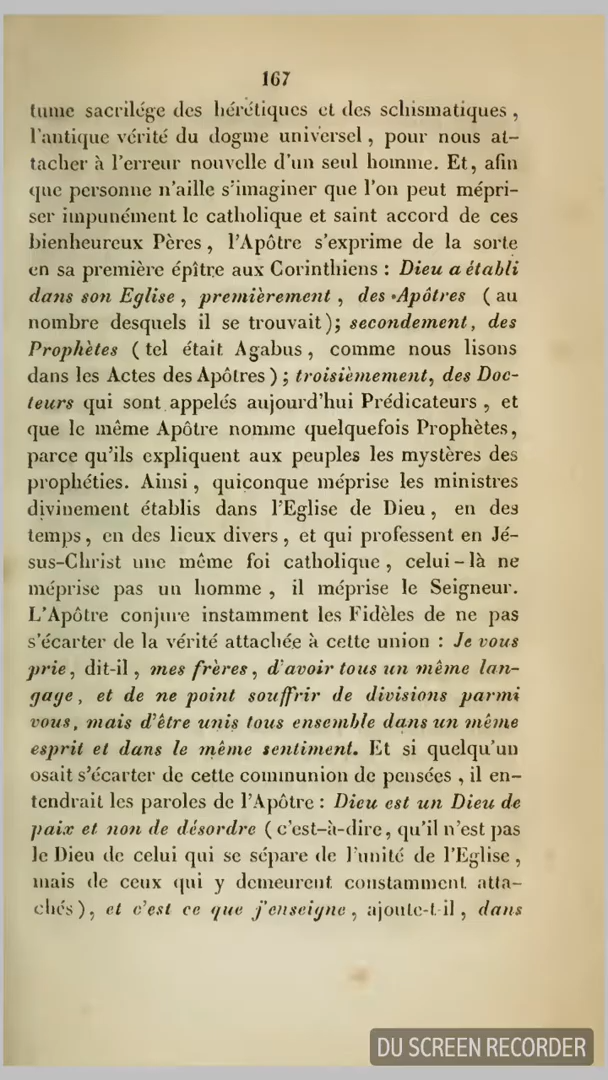 167
tume sacrilége des hérétiques et des schismatiques ,
l'antique vérité du dogme universel , pour nous at-
tacher à l'erreur nouvelle d'un seul homme. Et, afin
que personne n'aille s'imaginer que l'on peut mépri-
ser impunément le catholique et saint accord de ces
bienheureux Pères , l'Apôtre s'exprime de la sorte
en sa première épître aux Corinthiens : Dieu a établi
dans son Eglise , premièrement , des Apôtres ( au
nombre desquels il se trouvait ); secondement, des
Prophètes ( tel était Agabus , comme nous lisons
dans les Actes des Apôtres ) ; troisièmement, des Doc-
teurs qui sont appelés aujourd'hui Prédicateurs , et
que le même Apôtre nomme quelquefois Prophètes,
parce qu'ils expliquent aux peuples les mystères des
prophéties. Ainsi , quiconque méprise les ministres
divinement établis dans l'Eglise de Dieu , en des
temps , en des lieux divers , et qui professent en Jé-
sus-Christ une même foi catholique , celui-là ne
méprise pas un homme , il méprise le Seigneur.
L'Apôtre conjure instamment les Fidèles de ne pas
s'écarter de la vérité attachée à cette union : Je vous
prie , dit-il , mes frères , d'avoir tous un même lan-
gage , et de ne point souffrir de divisions parmi
vous, mais d'être unis tous ensemble dans un même
esprit et dans le même sentiment. Et si quelqu'un
osait s'écarter de cette communion de pensées , il en-
tendrait les paroles de l'Apôtre : Dieu est un Dieu de
paix et non de désordre ( c'est-à-dire, qu'il n'est pas
le Dieu de celui qui se sépare de l'unité de l'Eglise ,
mais de ceux qui y demeurent constamment atta-
chés ), et c'est ce que j'enseigne , ajoute-t-il , dans
DU SCREEN RECORDER